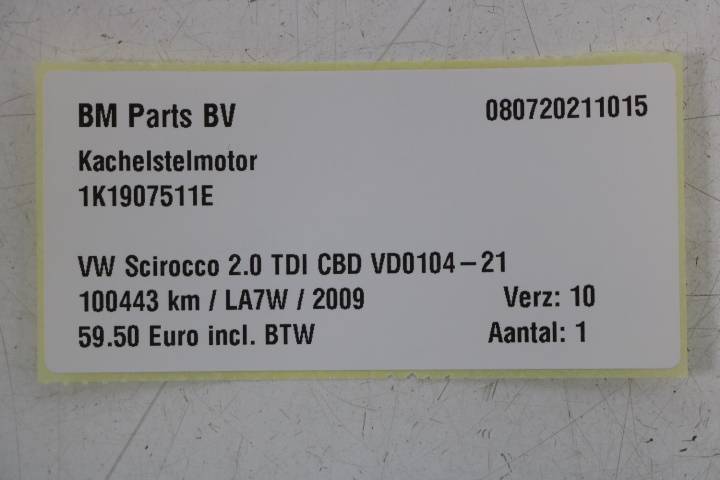 BM Parts BV 080720211015
Kachelstelmotor
1K1907511E
VW Scirocco 2.0 TDI CBD VD0104-21
100443 km / LA7W / 2009 Verz: 10
59.50 Euro incl. BTW Aantal: 1